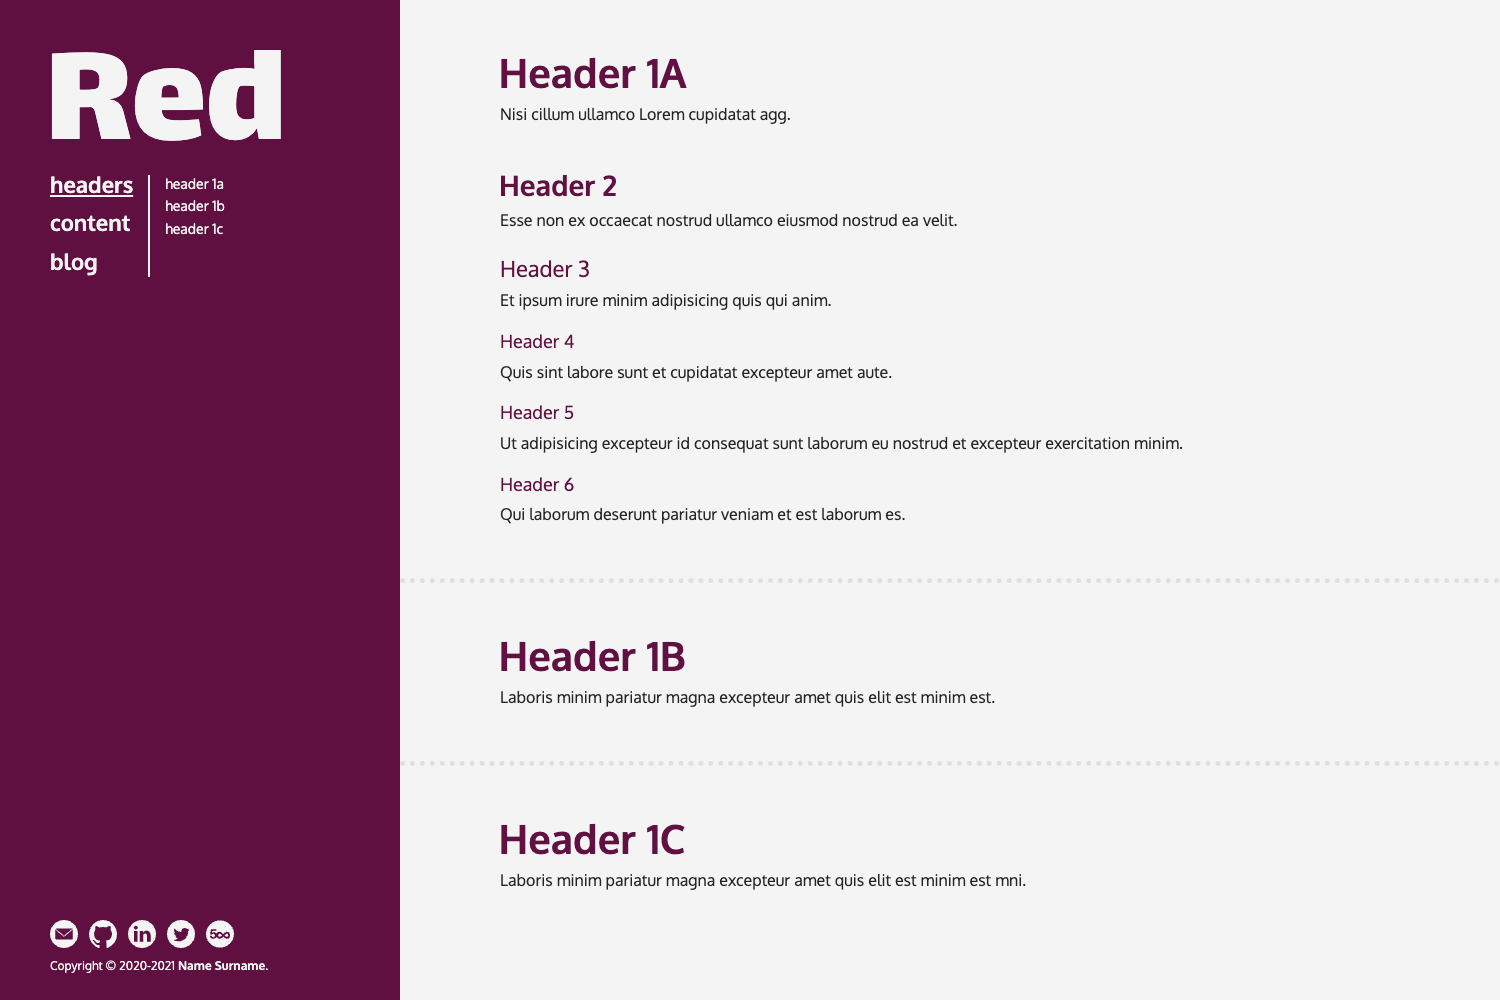 Red
headers
content
blog
header 1a
header 1b
header 1c
Header 1A
Nisi cillum ullamco Lorem cupidatat agg.
Header 2
Esse non ex occaecat nostrud ullamco eiusmod nostrud ea velit.
Header 3
Et ipsum irure minim adipisicing quis qui anim.
Header 4
Quis sint labore sunt et cupidatat excepteur amet aute.
Header 5
Ut adipisicing excepteur id consequat sunt laborum eu nostrud et excepteur exercitation minim.
Header 6
Qui laborum deserunt pariatur veniam et est laborum es.
Header 1B
Laboris minim pariatur magna excepteur amet quis elit est minim est.
Header 1C
Laboris minim pariatur magna excepteur amet quis elit est minim est mni.
in
500
Copyright © 2020-2021 Name Surname.